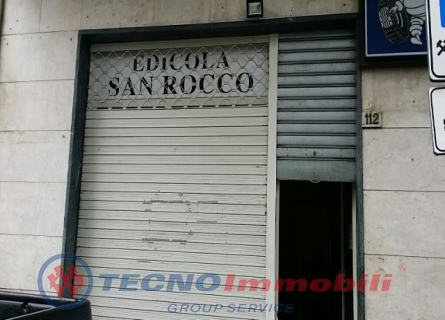 EDICOLA
SAN ROCCO
112
TECNOImmobili®
GROUP SERVICE